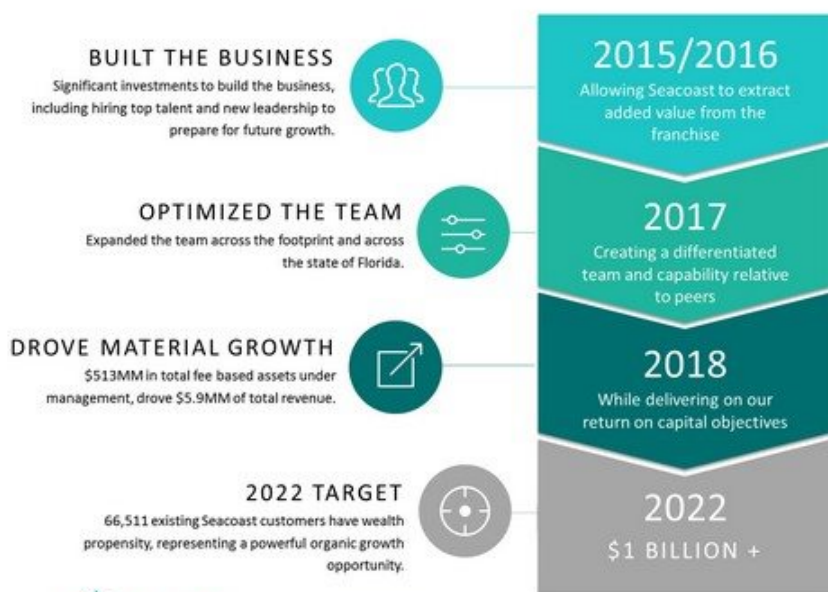 BUILT THE BUSINESS
Significant investments to build the business,
including hiring top talent and new leadership to
prepare for future growth.
2015/2016
Allowing Seacoast to extract
added value from the
franchise
OPTIMIZED THE TEAM
Expanded the team across the footprint and across
the state of Florida.
2017
Creating a differentiated
team and capability relative
to peers
DROVE MATERIAL GROWTH
$513MM in total fee based assets under
management, drove $5.9MM of total revenue.
2018
While delivering on our
return on capital objectives
2022 TARGET
66,511 existing Seacoast customers have wealth
propensity, representing a powerful organic growth
opportunity.
2022
$1 BILLION +